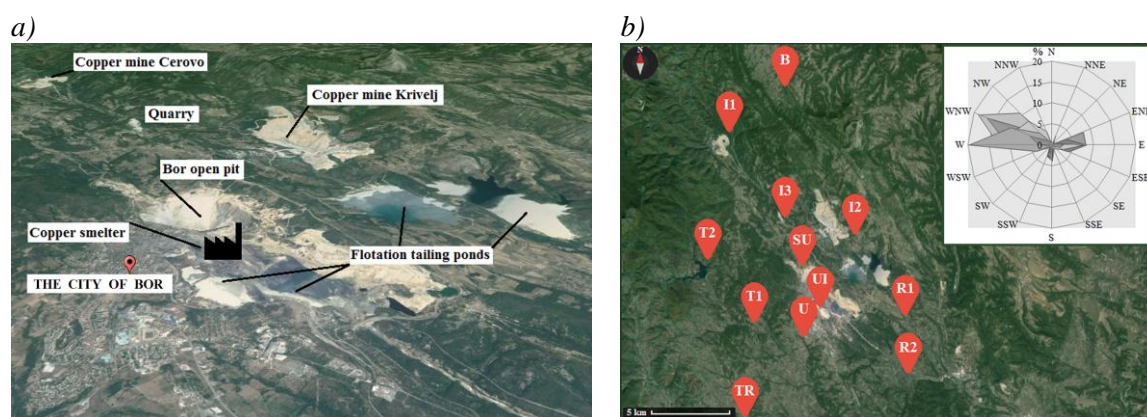 a)
Copper mine Cerovo
Quarry
Copper mine Krivelj
Bor open pit
Copper smelter
Flotation tailing ponds
THE CITY OF BOR
b)
N
B
I1
I3
I2
T2
SU
UI
R1
T1
U
R2
TR
5 km
% N
20
15
10
5
0
NNW
NNE
NW
NE
WNW
W
E
WSW
ESE
SW
SE
SSW
SSE
S